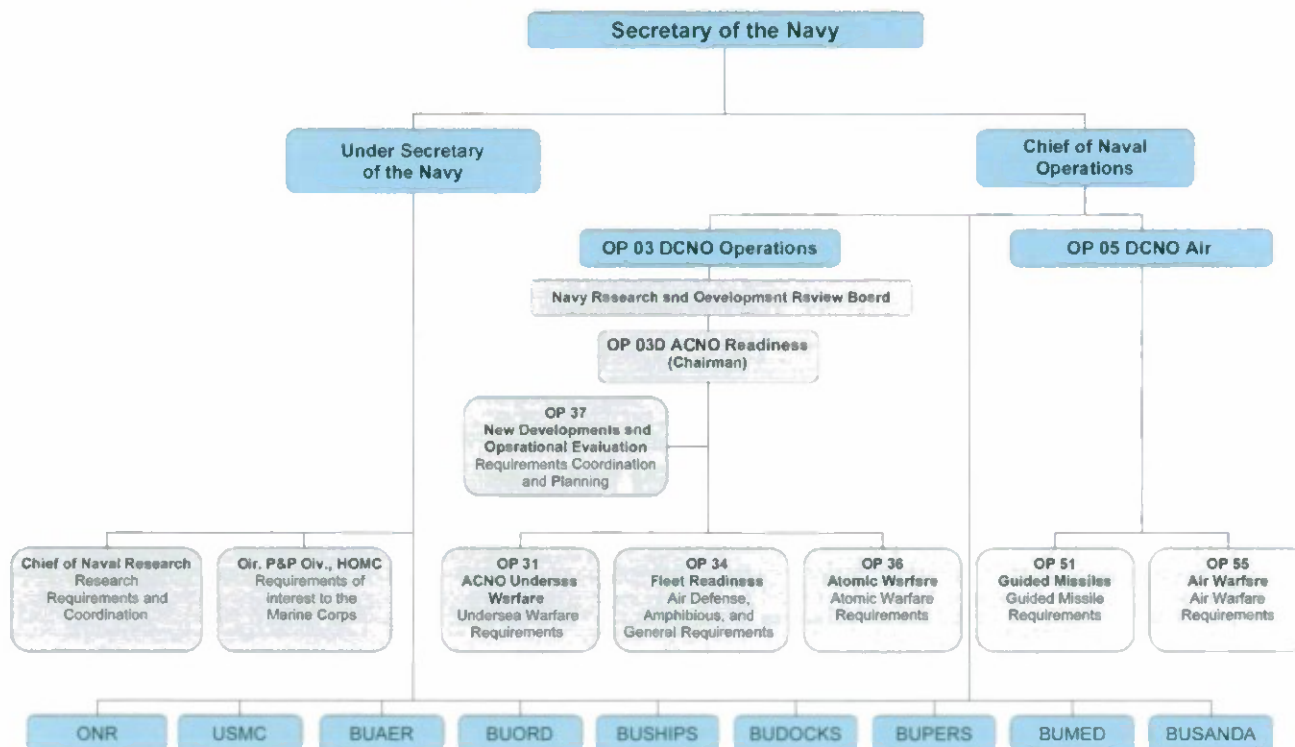 Secretary of the Navy
Under Secretary
of the Navy
Chief of Naval
Operations
OP 03 DCNO Operations
OP 05 DCNO Air
Navy Research and Development Review Board
OP 03D ACNO Readiness
(Chairman)
OP 37
New Developments and
Oparational Evaluation
Requirements Coordination
and Planning
Chief of Naval Research
Research
Requirements and
Coordination
Oir. P&P Oiv., HOMC
Requirements of
interest to the
Marine Corps
OP 31
ACNO Undersea
Warfare
Undersea Warfare
Requirements
OP 34
Fleet Readiness
Air Defense,
Amphibious, and
General Requirements
OP 36
Atomic Warfare
Atomic Warfare
Requirements
OP 51
Guided Missiles
Guided Missile
Requirements
OP 55
Air Warfare
Air Warfare
Requirements
ONR
USMC
BUAER
BUORD
BUSHIPS
BUDOCKS
BUPERS
BUMED
BUSANDA